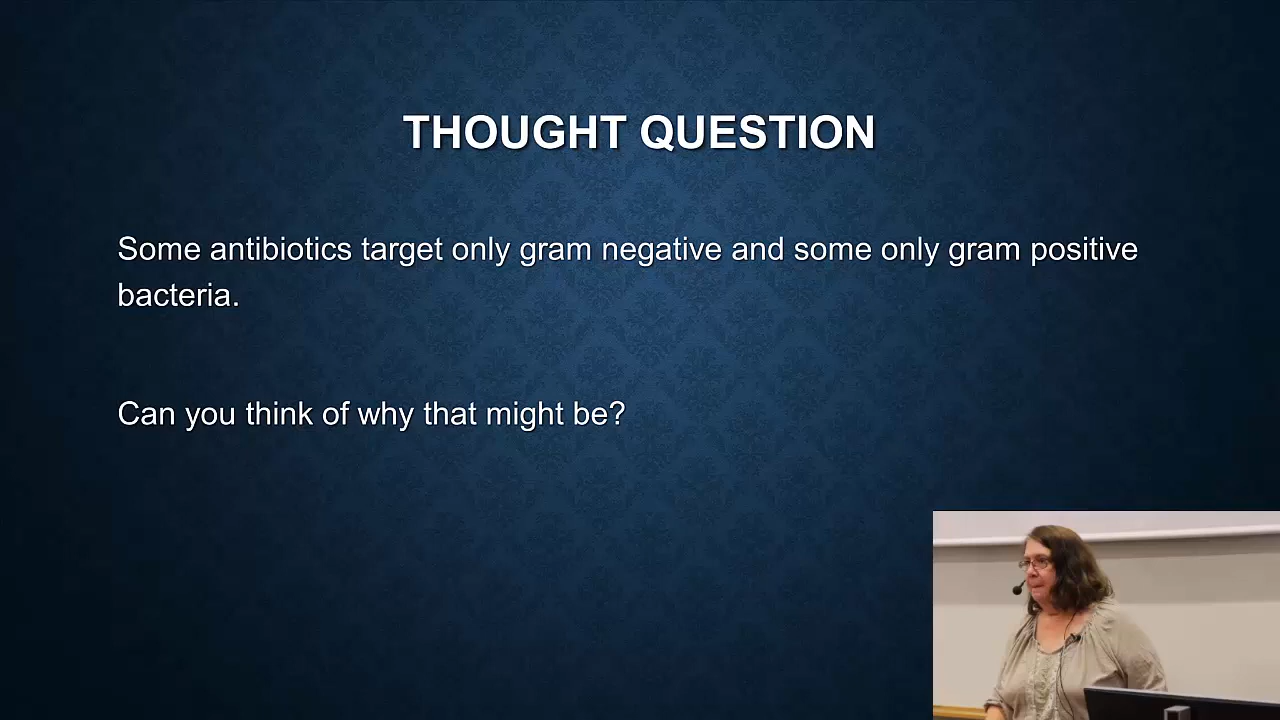 THOUGHT QUESTION
Some antibiotics target only gram negative and some only gram positive
bacteria.
Can you think of why that might be?